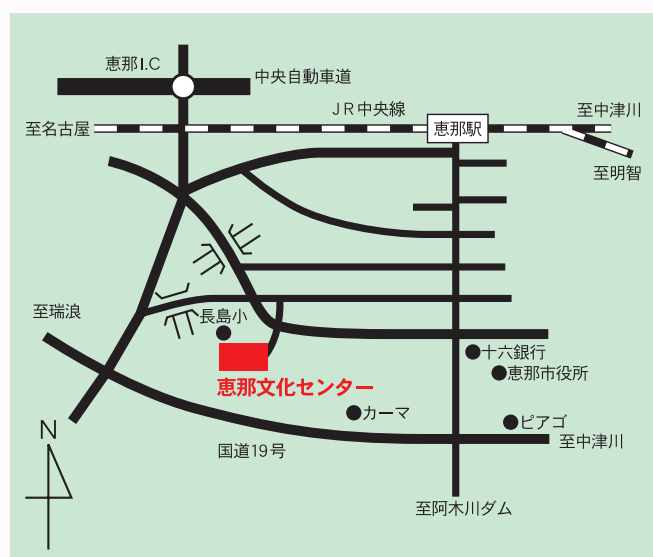 恵那I.C
中央自動車道
JR中央線
至中津川
至名古屋
恵那駅
至明智
至瑞浪
長島小
十六銀行
恵那市役所
恵那文化センター
カーマ
ピアゴ
N
国道19号
至中津川
至阿木川ダム